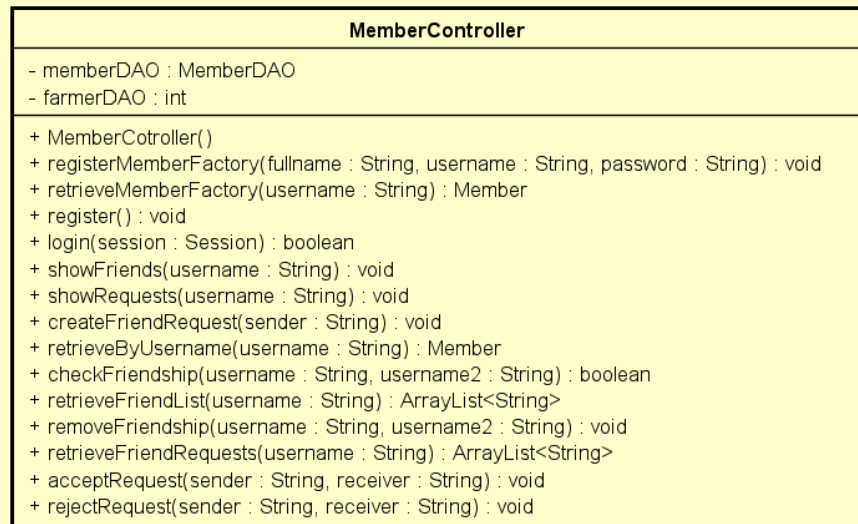 MemberController
- memberDAO : MemberDAO
- farmerDAO : int
+ MemberCotroller()
+ registerMemberFactory(fullname : String, username : String, password : String) : void
+ retrieveMemberFactory(username : String) : Member
+ register() : void
+ login(session : Session) : boolean
+ showFriends(username : String) : void
+ showRequests(username : String) : void
+ createFriendRequest(sender : String) : void
+ retrieveByUsername(username : String) : Member
+ checkFriendship(username : String, username2 : String) : boolean
+ retrieveFriendList(username : String) : ArrayList<String>
+ removeFriendship(username : String, username2 : String) : void
+ retrieveFriendRequests(username : String) : ArrayList<String>
+ acceptRequest(sender : String, receiver : String) : void
+ rejectRequest(sender : String, receiver : String) : void